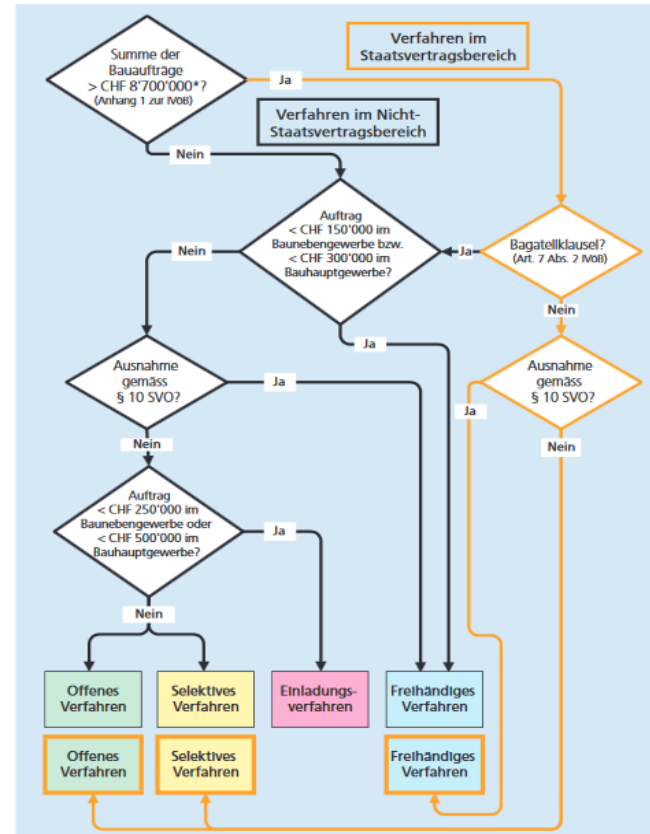 Summe der
Bauaufträge
> CHF 8'700'000*?
(Anhang 1 zur IVöB)
Ja
Verfahren im
Staatsvertragsbereich
Verfahren im Nicht-
Staatsvertragsbereich
Nein
Auftrag
< CHF 150'000 im
Baunebengewerbe bzw.
< CHF 300'000 im
Bauhauptgewerbe?
Nein
Ja
Bagatellklausel?
(Art. 7 Abs. 2 IVöB)
Nein
Ja
Ausnahme
gemäss
§ 10 SVO?
Ja
Ja
Ausnahme
gemäss
§ 10 SVO?
Nein
Nein
Auftrag
< CHF 250'000 im
Baunebengewerbe oder
< CHF 500'000 im
Bauhauptgewerbe?
Ja
Nein
Offenes
Verfahren
Selektives
Verfahren
Einladungs-
verfahren
Freihändiges
Verfahren
Offenes
Verfahren
Selektives
Verfahren
Freihändiges
Verfahren